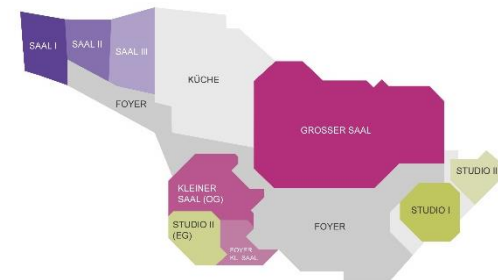 SAAL I
SAAL II
SAAL III
KÜCHE
FOYER
GROSSER SAAL
KLEINER
SAAL (OG)
STUDIO II
(EG)
FOYER
KL. SAAL
FOYER
STUDIO I
STUDIO II